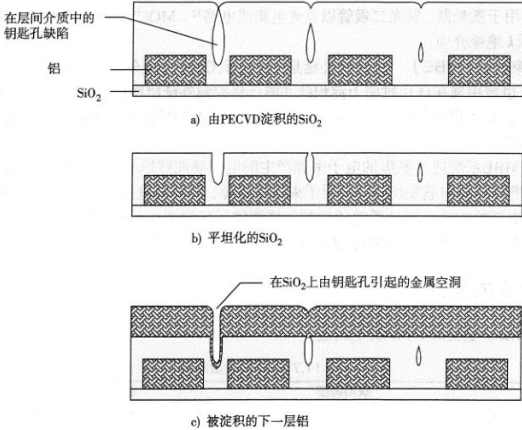 在层间介质中的
钥匙孔缺陷
铝
SiO₂
a) 由PECVD淀积的SiO₂
b) 平坦化的SiO₂
在SiO₂上由钥匙孔引起的金属空洞
c) 被淀积的下一层铝